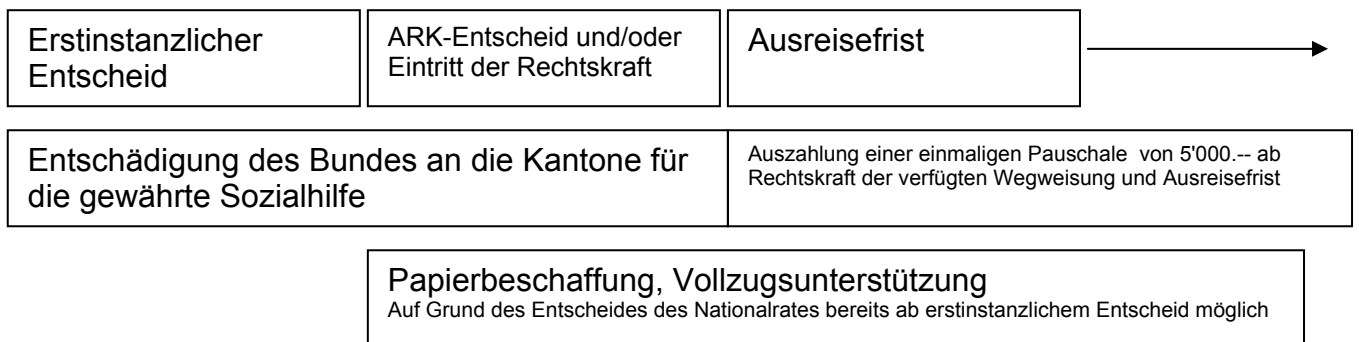 Erstinstanzlicher
Entscheid
ARK-Entscheid und/oder
Eintritt der Rechtskraft
Ausreisefrist
Entschädigung des Bundes an die Kantone für
die gewährte Sozialhilfe
Auszahlung einer einmaligen Pauschale von 5'000.-- ab
Rechtskraft der verfügten Wegweisung und Ausreisefrist
Papierbeschaffung, Vollzugsunterstützung
Auf Grund des Entscheides des Nationalrates bereits ab erstinstanzlichem Entscheid möglich